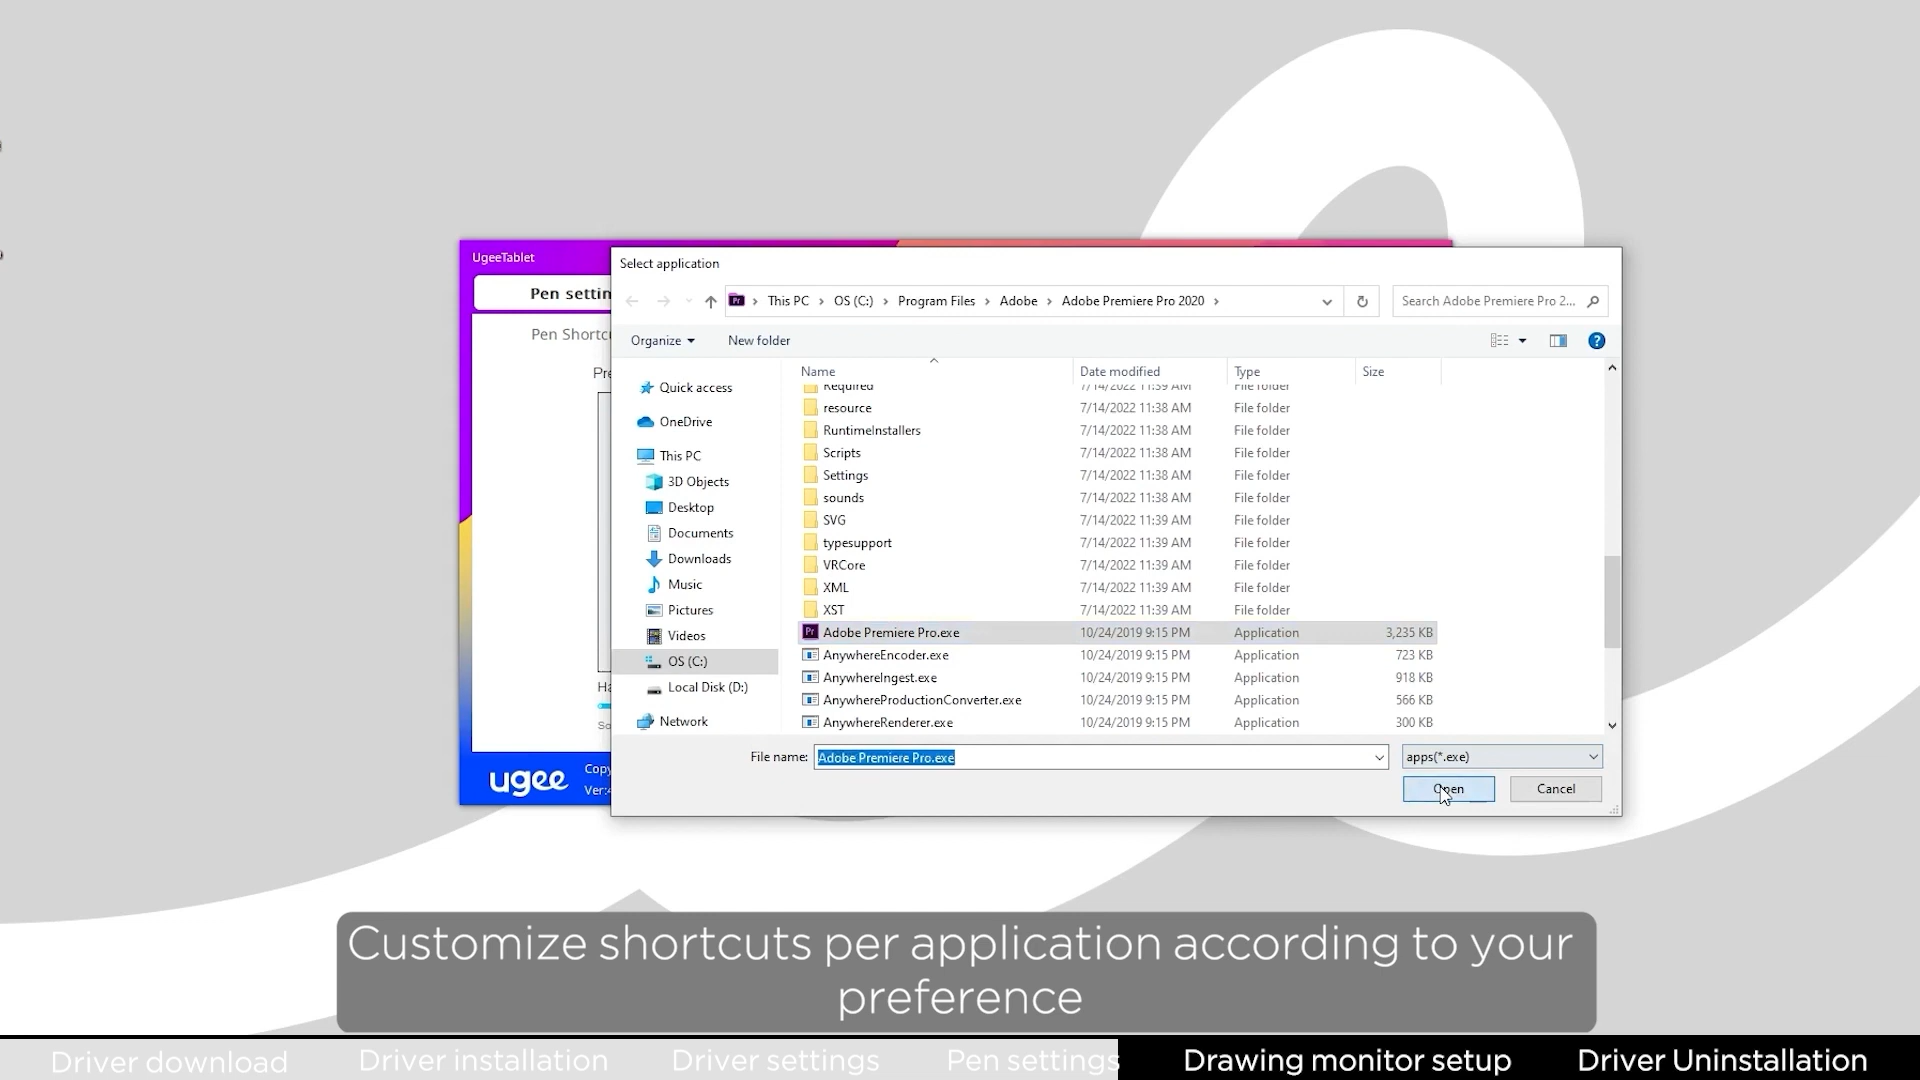 UgeeTablet
Select application
Pen settin
This PC > OS (C:) > Program Files > Adobe > Adobe Premiere Pro 2020 >
Search Adobe Premiere Pro 2...
Organize
New folder
Pen Shortcu
Pre
Name Date modified Type Size
Quick access
OneDrive
This PC
3D Objects
Desktop
Documents
Downloads
Music
Pictures
Videos
OS (C:)
Local Disk (D:)
Network
Required 7/14/2022 11:39 AM File folder
resource 7/14/2022 11:38 AM File folder
RuntimeInstallers 7/14/2022 11:38 AM File folder
Scripts 7/14/2022 11:38 AM File folder
Settings 7/14/2022 11:38 AM File folder
sounds 7/14/2022 11:38 AM File folder
SVG 7/14/2022 11:39 AM File folder
typesupport 7/14/2022 11:39 AM File folder
VRCore 7/14/2022 11:39 AM File folder
XML 7/14/2022 11:39 AM File folder
XST 7/14/2022 11:39 AM File folder
Adobe Premiere Pro.exe 10/24/2019 9:15 PM Application 3,235 KB
AnywhereEncoder.exe 10/24/2019 9:15 PM Application 723 KB
AnywhereIngest.exe 10/24/2019 9:15 PM Application 918 KB
AnywhereProductionConverter.exe 10/24/2019 9:15 PM Application 566 KB
AnywhereRenderer.exe 10/24/2019 9:15 PM Application 300 KB
Ha
So
File name: Adobe Premiere Pro.exe
apps(*.exe)
Open
Cancel
ugee
Copy
Ver:4
Customize shortcuts per application according to your
preference
Driver download
Driver installation
Driver settings
Pen settings
Drawing monitor setup
Driver Uninstallation